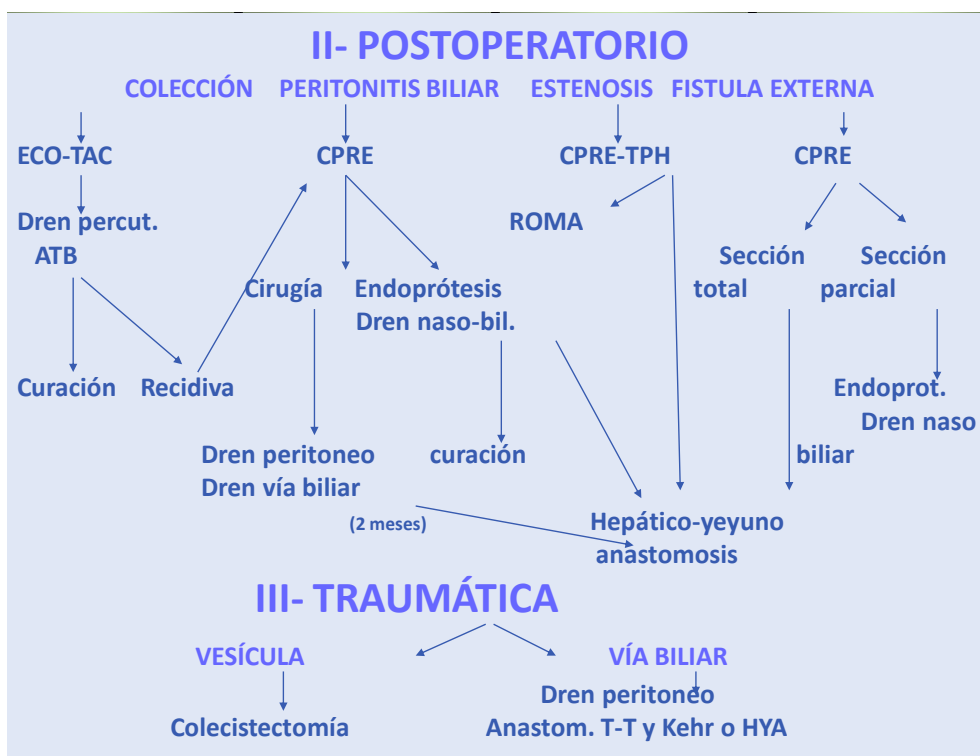 II- POSTOPERATORIO
COLECCIÓN PERITONITIS BILIAR ESTENOSIS FISTULA EXTERNA
ECO-TAC CPRE CPRE-TPH CPRE
Dren percut. ROMA
ATB Sección Sección
Cirugía Endoprótesis total parcial
Dren naso-bil.
Curación Recidiva Endoprot.
Dren naso
Dren peritoneo curación biliar
Dren vía biliar
(2 meses) Hepático-yeyuno
anastomosis
III- TRAUMÁTICA
VESÍCULA VÍA BILIAR
Dren peritoneo
Colecistectomía Anastom. T-T y Kehr o HYA